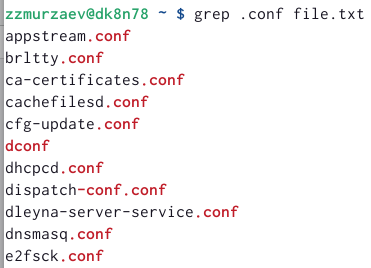 zzmurzaev@dk8n78 ~ $ grep .conf file.txt
appstream.conf
brltty.conf
ca-certificates.conf
cachefilesd.conf
cfg-update.conf
dconf
dhcpcd.conf
dispatch-conf.conf
dleyna-server-service.conf
dnsmasq.conf
e2fsck.conf